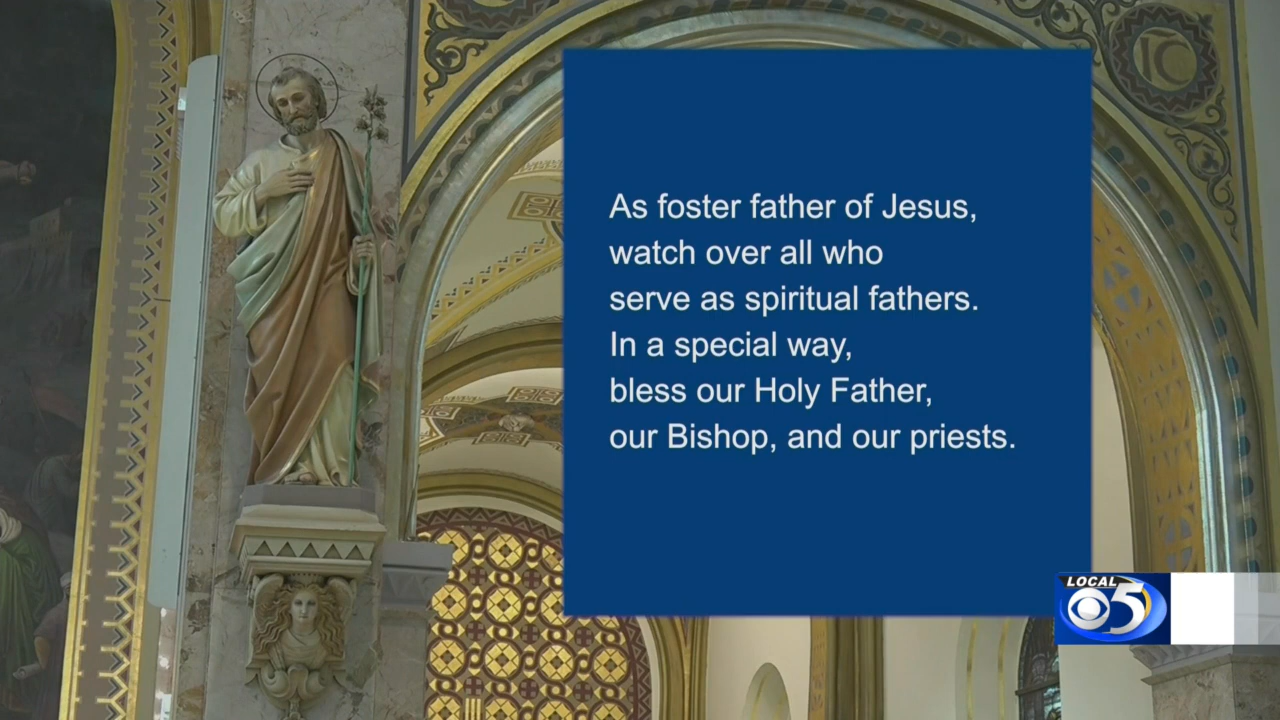 As foster father of Jesus,
watch over all who
serve as spiritual fathers.
In a special way,
bless our Holy Father,
our Bishop, and our priests.
LOCAL
5